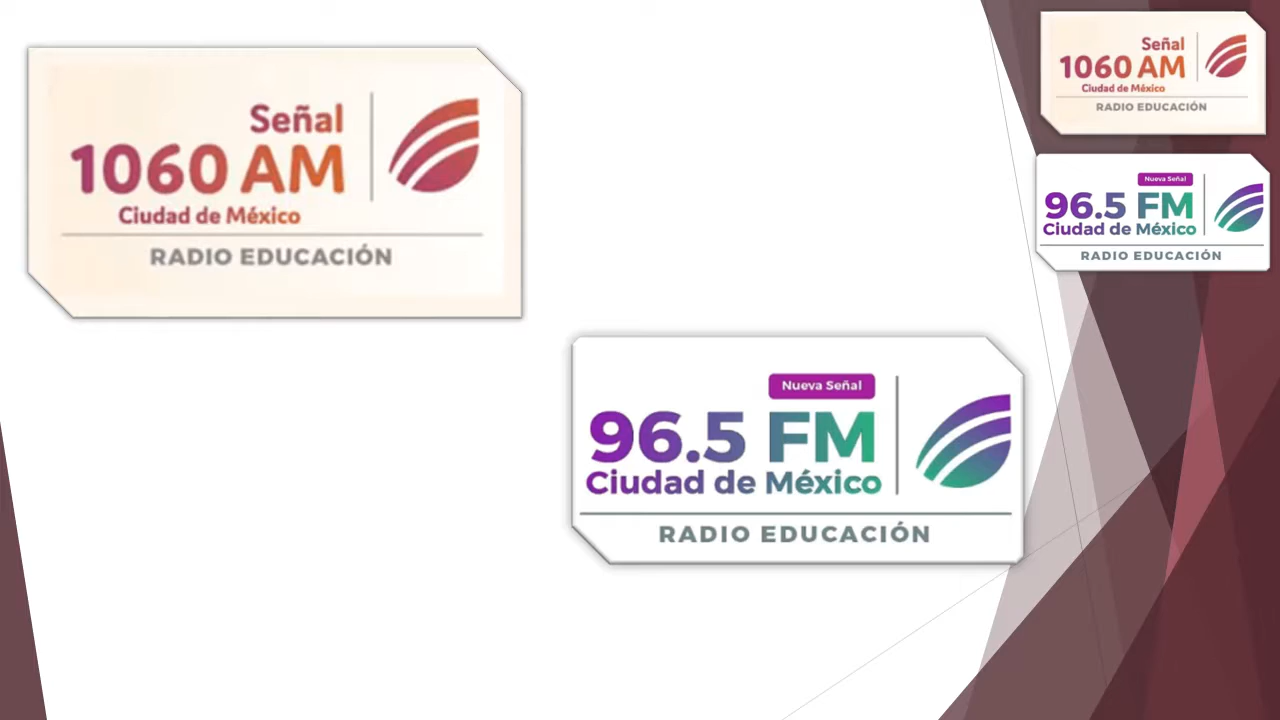 Señal
1060 AM
Ciudad de México
RADIO EDUCACIÓN
Nueva Señal
96.5 FM
Ciudad de México
RADIO EDUCACIÓN
Señal
1060 AM
Ciudad de México
RADIO EDUCACIÓN
Nueva Señal
96.5 FM
Ciudad de México
RADIO EDUCACIÓN